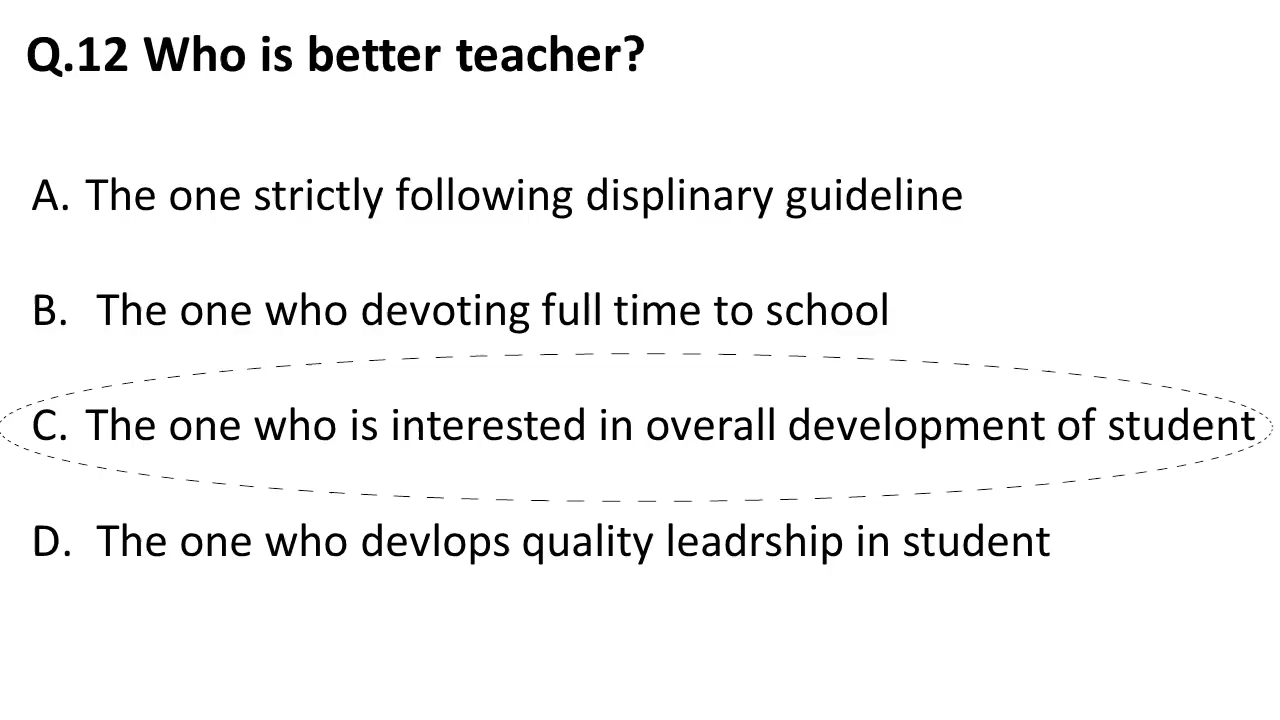 Q.12 Who is better teacher?
A. The one strictly following displinary guideline
B. The one who devoting full time to school
C. The one who is interested in overall development of student
D. The one who devlops quality leadrship in student